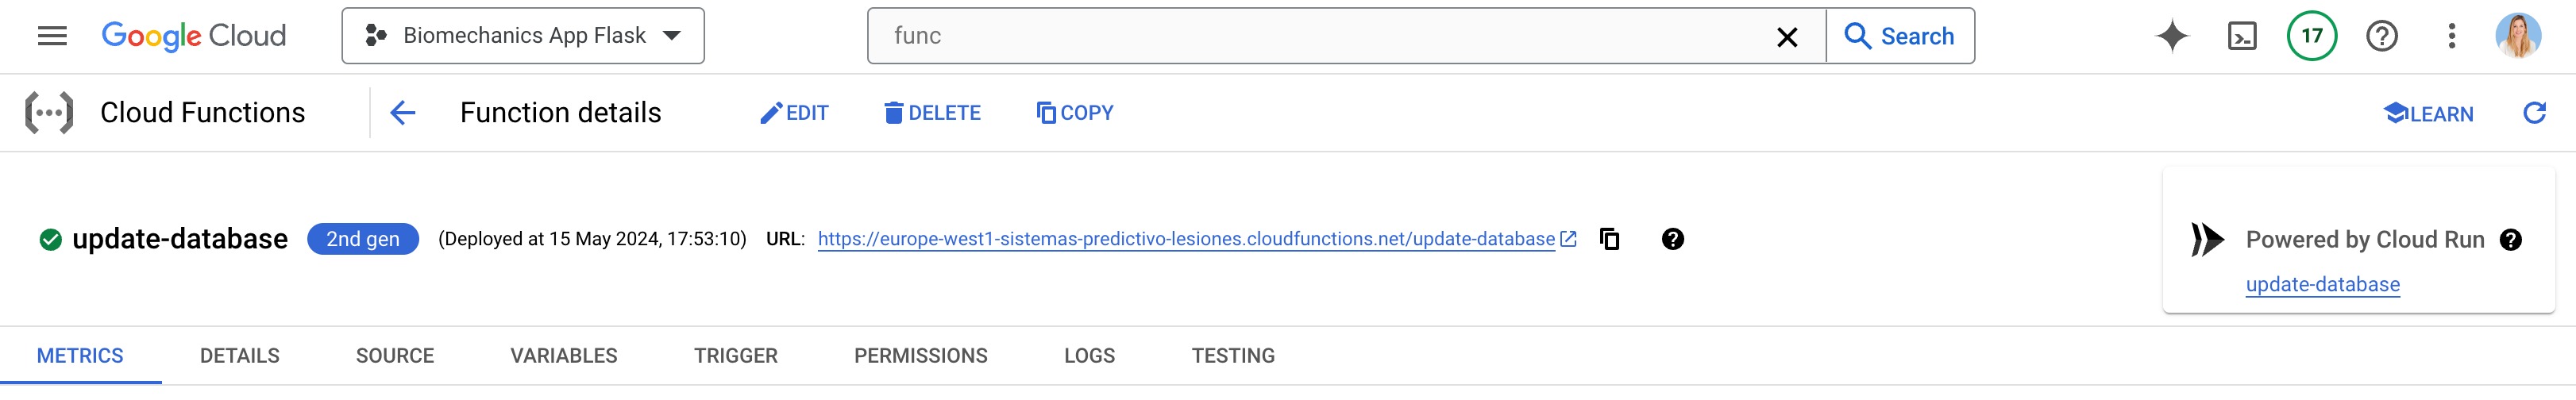 Google Cloud Biomechanics App Flask func Search 17
Cloud Functions Function details EDIT DELETE COPY LEARN
update-database 2nd gen (Deployed at 15 May 2024, 17:53:10) URL: https://europe-west1-sistemas-predictivo-lesiones.cloudfunctions.net/update-database Powered by Cloud Run
update-database
METRICS DETAILS SOURCE VARIABLES TRIGGER PERMISSIONS LOGS TESTING